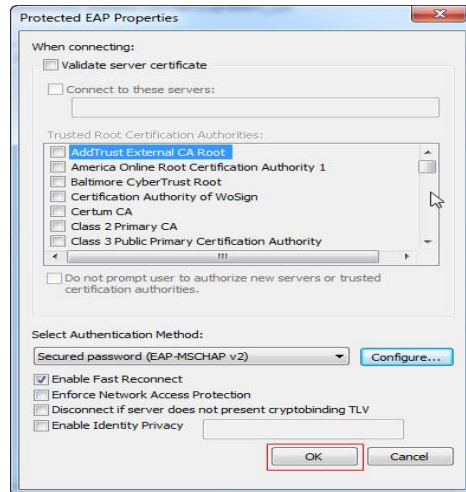 Protected EAP Properties
When connecting:
Validate server certificate
Connect to these servers:
Trusted Root Certification Authorities:
AddTrust External CA Root
America Online Root Certification Authority 1
Baltimore CyberTrust Root
Certification Authority of WoSign
Certum CA
Class 2 Primary CA
Class 3 Public Primary Certification Authority
Do not prompt user to authorize new servers or trusted
certification authorities.
Select Authentication Method:
Secured password (EAP-MSCHAP v2) Configure...
Enable Fast Reconnect
Enforce Network Access Protection
Disconnect if server does not present cryptobinding TLV
Enable Identity Privacy
OK Cancel